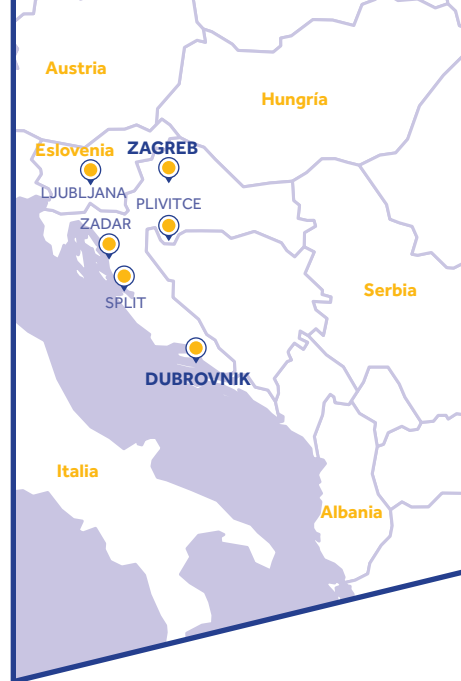 Austria
Hungría
Eslovenia
ZAGREB
LJUBLJANA
PLIVITCE
ZADAR
Serbia
SPLIT
DUBROVNIK
Italia
Albania